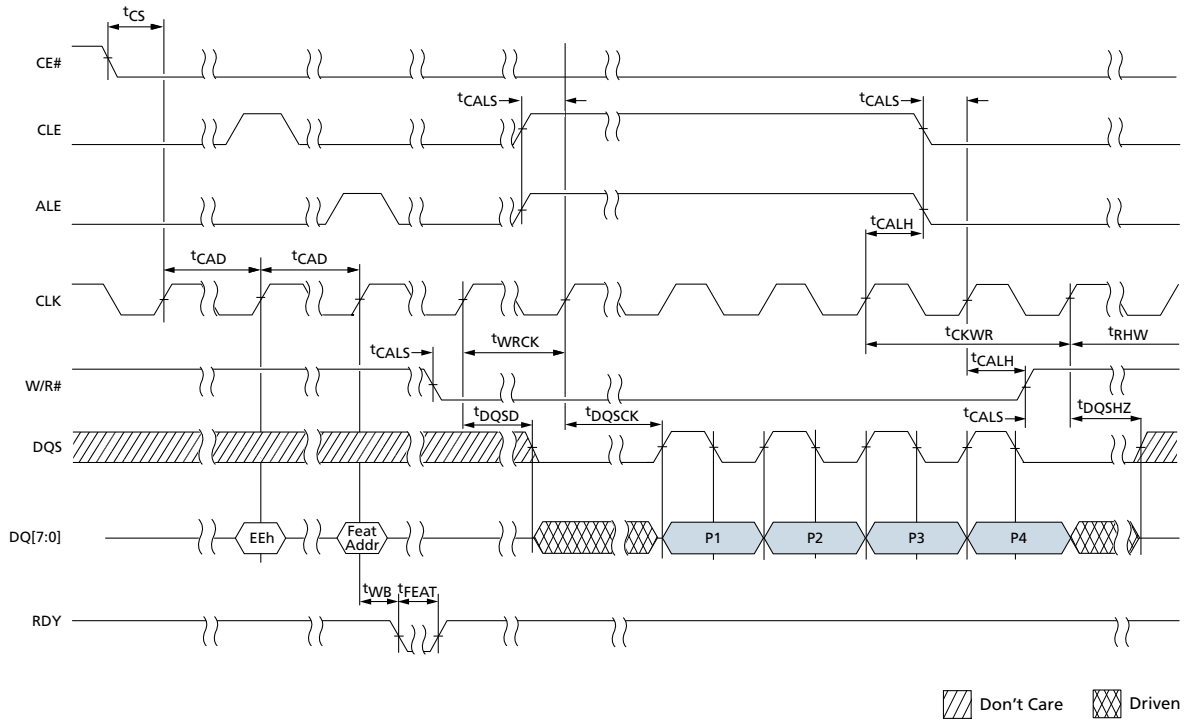 tCS
CE#
tCALS
tCALS
CLE
ALE
tCALH
tCAD
tCAD
CLK
tWRCK
tCKWR
tRHW
tCALS
tCALH
W/R#
tDQSD
tDQSCK
tCALS
tDQSHZ
DQS
DQ[7:0]
EEh
Feat
Addr
P1
P2
P3
P4
tWB
tFEAT
RDY
Don't Care
Driven